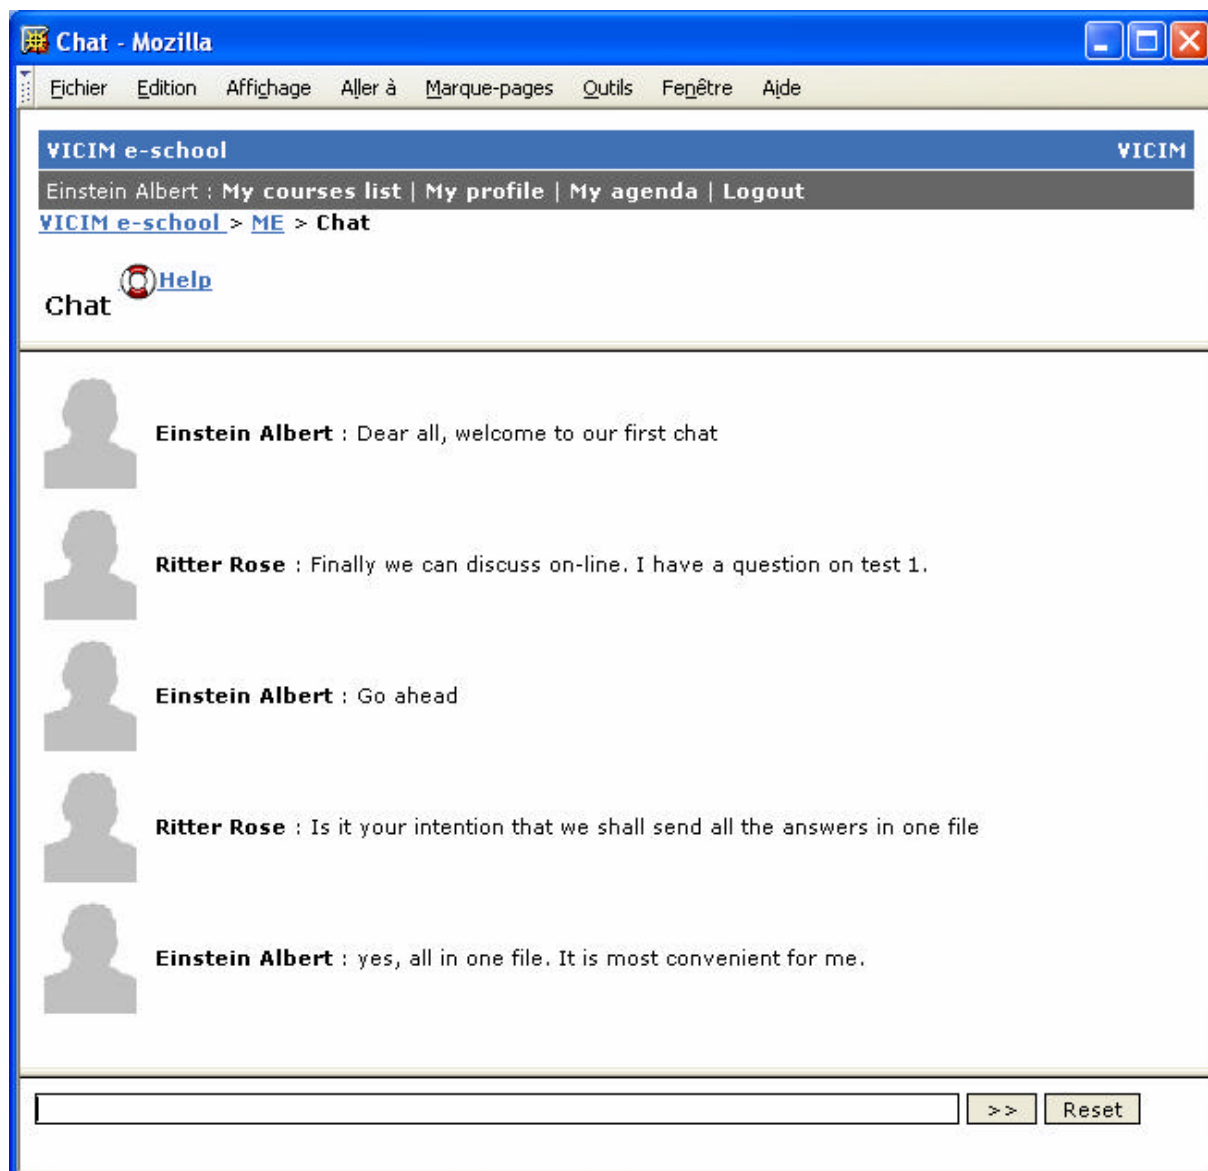 Chat - Mozilla
Fichier Edition Affichage Aller à Marque-pages Outils Fenêtre Aide
VICIM e-school VICIM
Einstein Albert : My courses list | My profile | My agenda | Logout
VICIM e-school > ME > Chat
Help
Chat
Einstein Albert : Dear all, welcome to our first chat
Ritter Rose : Finally we can discuss on-line. I have a question on test 1.
Einstein Albert : Go ahead
Ritter Rose : Is it your intention that we shall send all the answers in one file
Einstein Albert : yes, all in one file. It is most convenient for me.
>> Reset